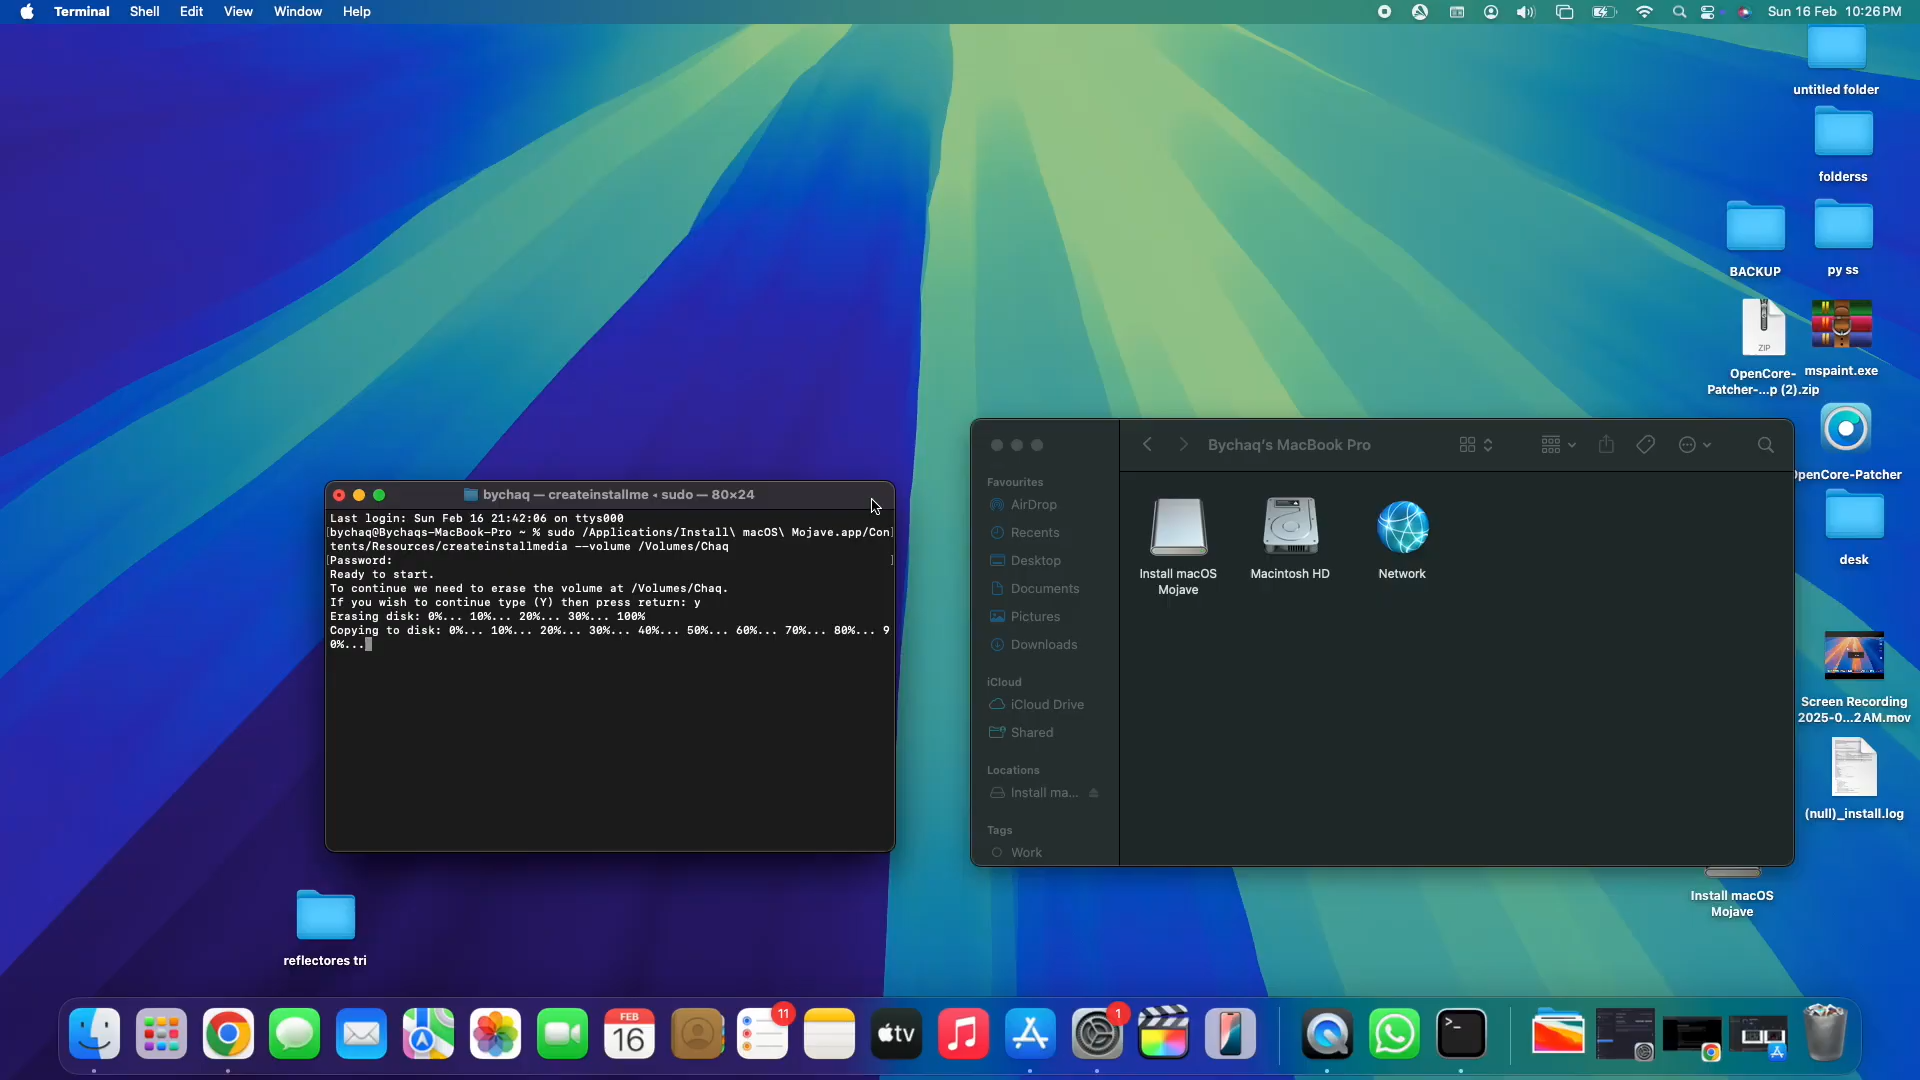 Terminal Shell Edit View Window Help
Sun 16 Feb 10:26 PM
untitled folder
folderss
BACKUP
py ss
ZIP
OpenCore-
Patcher-...p (2).zip
mspaint.exe
OpenCore-Patcher
desk
Screen Recording
2025-0...2 AM.mov
(null)_install.log
Install macOS
Mojave
bychaq — createinstallme ◂ sudo — 80×24
Last login: Sun Feb 16 21:42:06 on ttys000
[bychaq@Bychaqs-MacBook-Pro ~ % sudo /Applications/Install\ macOS\ Mojave.app/Con]
tents/Resources/createinstallmedia --volume /Volumes/Chaq
[Password: ]
Ready to start.
To continue we need to erase the volume at /Volumes/Chaq.
If you wish to continue type (Y) then press return: y
Erasing disk: 0%... 10%... 20%... 30%... 100%
Copying to disk: 0%... 10%... 20%... 30%... 40%... 50%... 60%... 70%... 80%... 9
0%...
Bychaq's MacBook Pro
Favourites
AirDrop
Recents
Desktop
Documents
Pictures
Downloads
iCloud
iCloud Drive
Shared
Locations
Install ma...
Tags
Work
Install macOS
Mojave
Macintosh HD
Network
reflectores tri
FEB
16
11
tv
1
>_